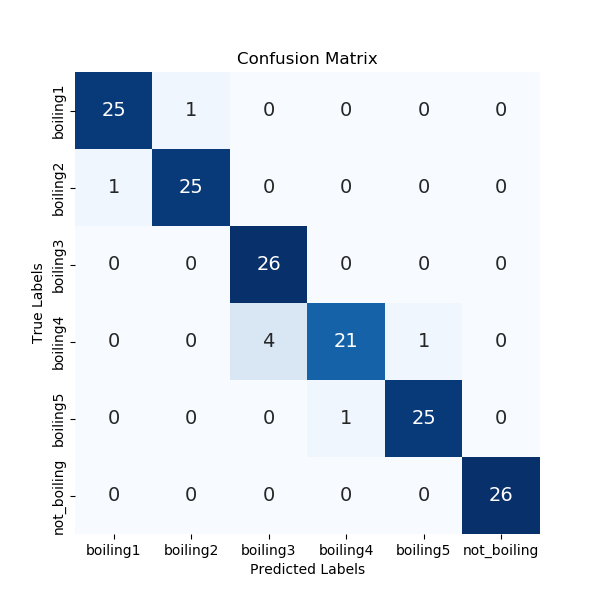 Confusion Matrix
True Labels
boiling1 25 1 0 0 0 0
boiling2 1 25 0 0 0 0
boiling3 0 0 26 0 0 0
boiling4 0 0 4 21 1 0
boiling5 0 0 0 1 25 0
not_boiling 0 0 0 0 0 26
boiling1 boiling2 boiling3 boiling4 boiling5 not_boiling
Predicted Labels